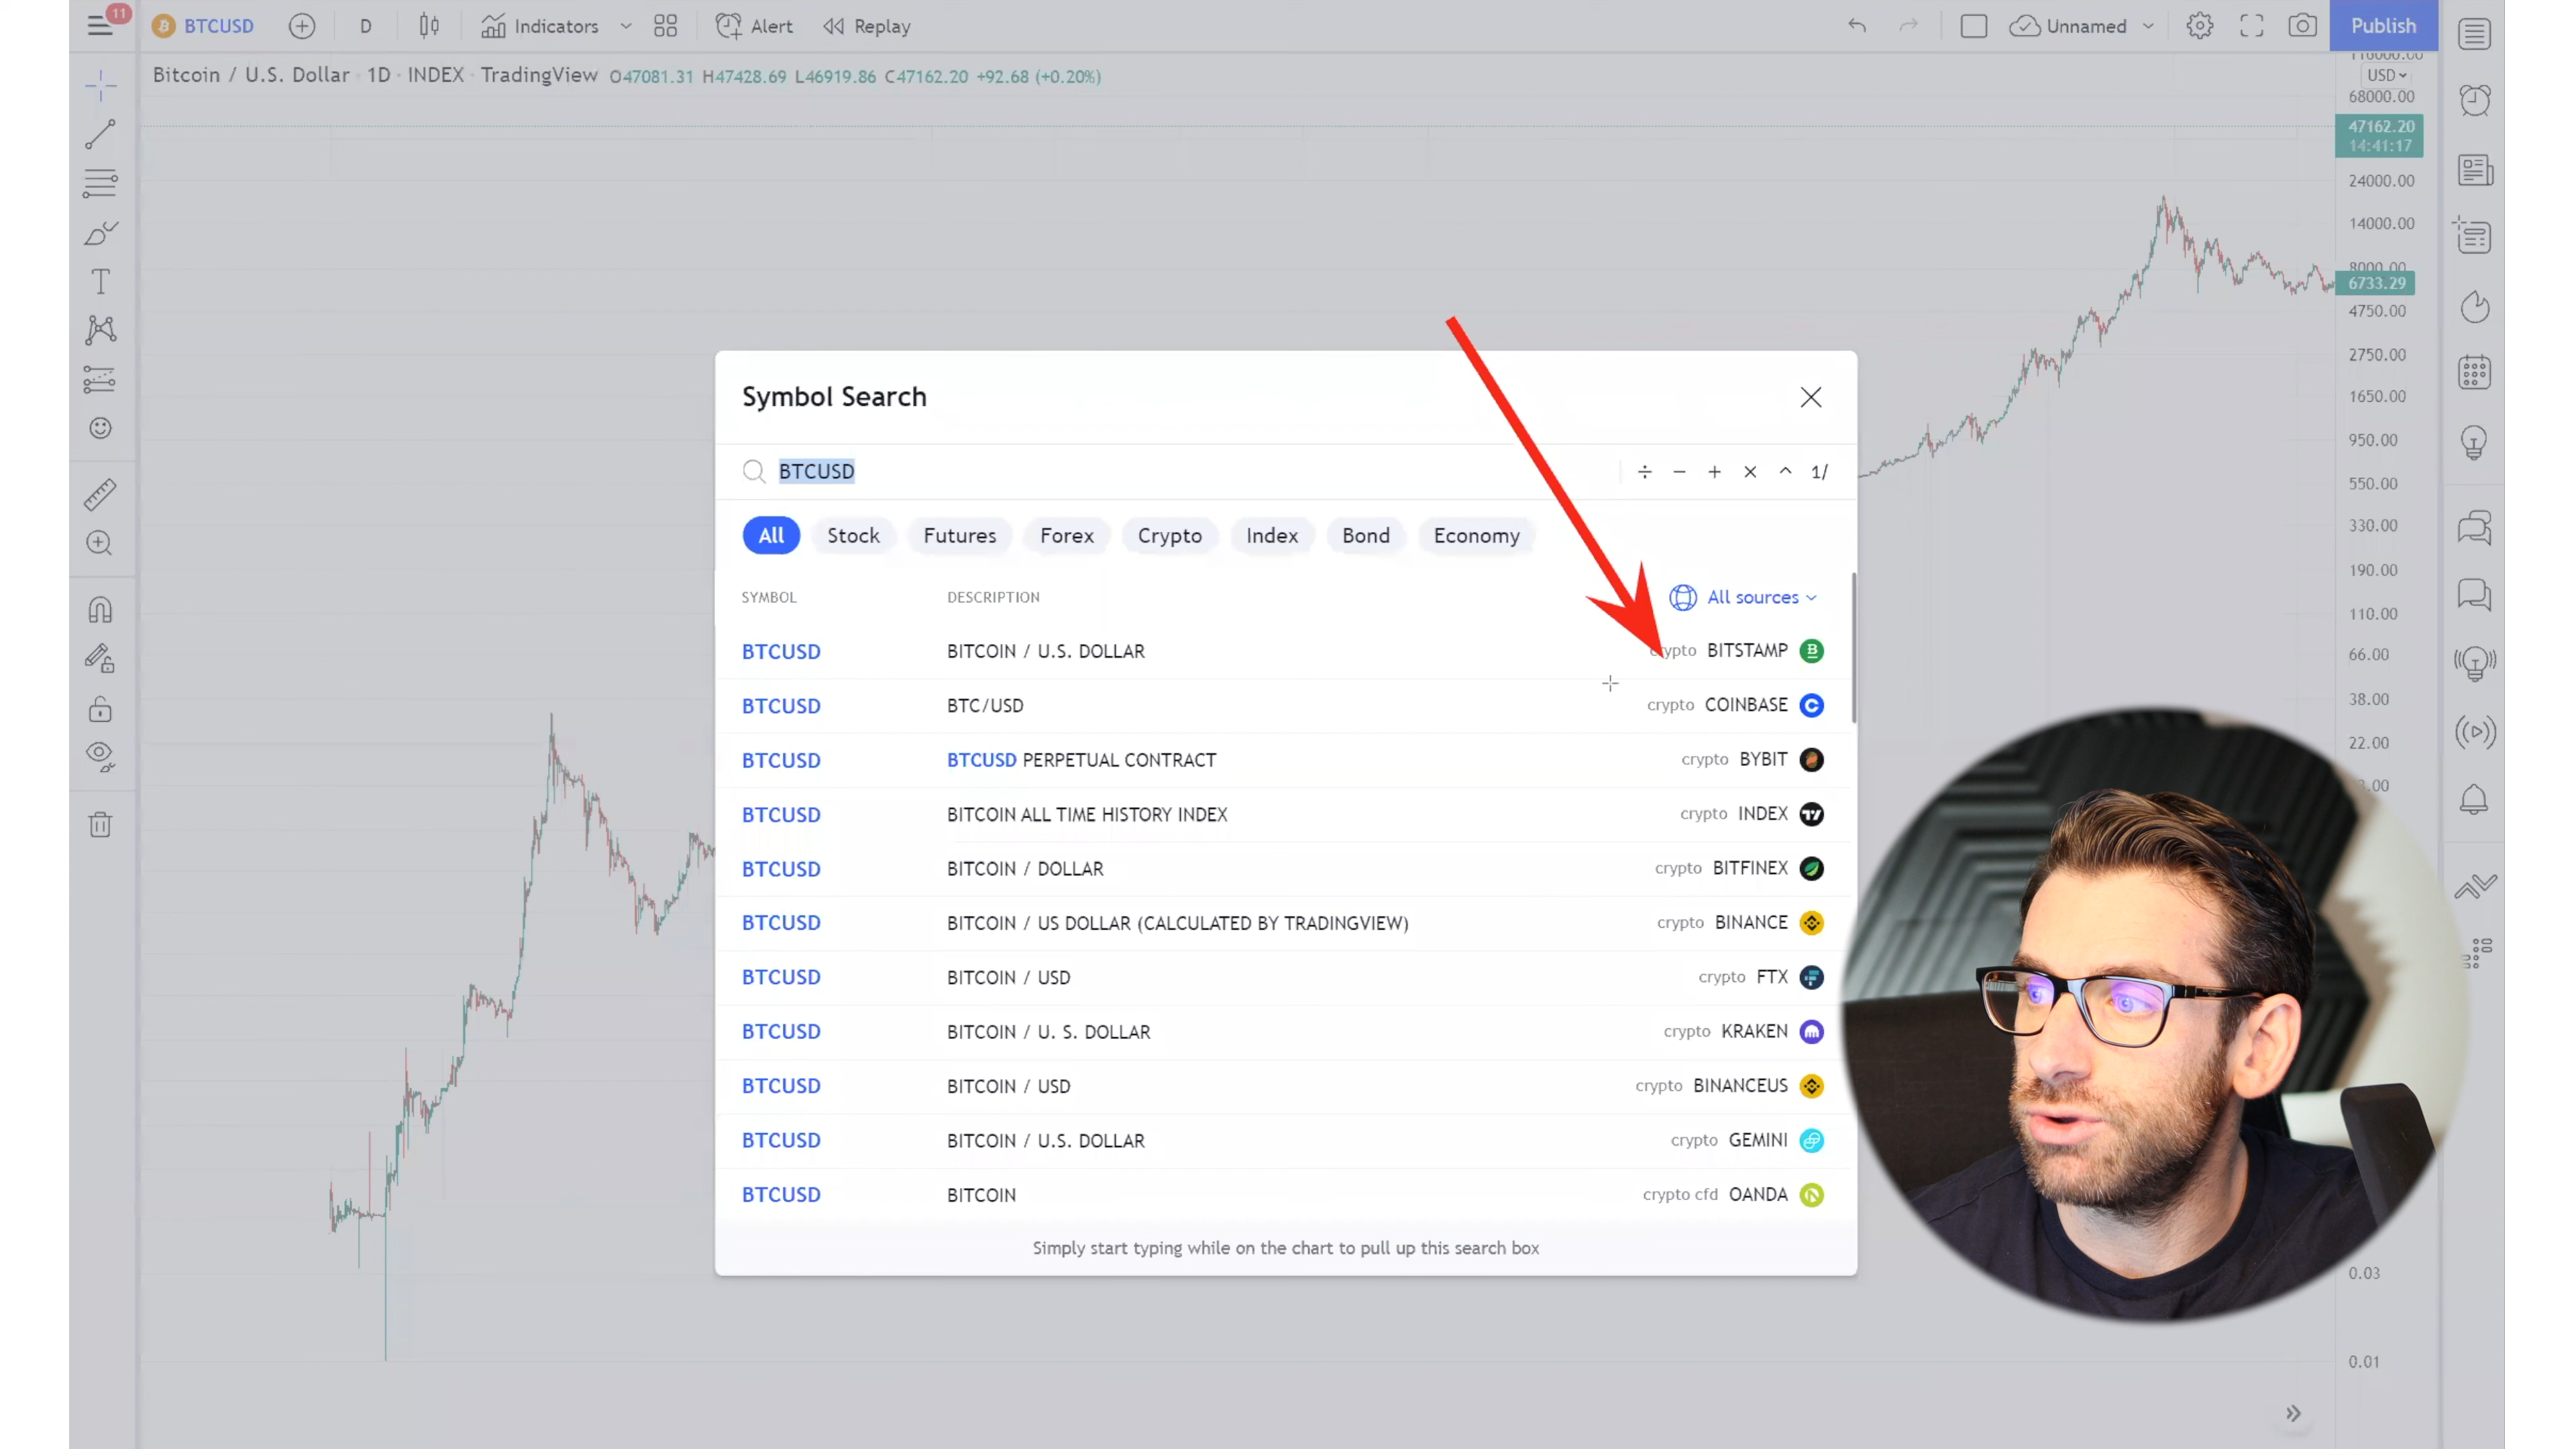 11
BTCUSD D Indicators Alert Replay Unnamed Publish
Bitcoin / U.S. Dollar · 1D · INDEX · TradingView O47081.31 H47428.69 L46919.86 C47162.20 +92.68 (+0.20%)
USD
68000.00
47162.20
14:41:17
24000.00
14000.00
8000.00
6733.29
4750.00
2750.00
1650.00
950.00
550.00
330.00
190.00
110.00
66.00
38.00
22.00
0.03
0.01
Symbol Search
BTCUSD ÷ − + × ^ 1/
All Stock Futures Forex Crypto Index Bond Economy
SYMBOL DESCRIPTION All sources
BTCUSD BITCOIN / U.S. DOLLAR crypto BITSTAMP
BTCUSD BTC/USD crypto COINBASE
BTCUSD BTCUSD PERPETUAL CONTRACT crypto BYBIT
BTCUSD BITCOIN ALL TIME HISTORY INDEX crypto INDEX
BTCUSD BITCOIN / DOLLAR crypto BITFINEX
BTCUSD BITCOIN / US DOLLAR (CALCULATED BY TRADINGVIEW) crypto BINANCE
BTCUSD BITCOIN / USD crypto FTX
BTCUSD BITCOIN / U. S. DOLLAR crypto KRAKEN
BTCUSD BITCOIN / USD crypto BINANCEUS
BTCUSD BITCOIN / U.S. DOLLAR crypto GEMINI
BTCUSD BITCOIN crypto cfd OANDA
Simply start typing while on the chart to pull up this search box